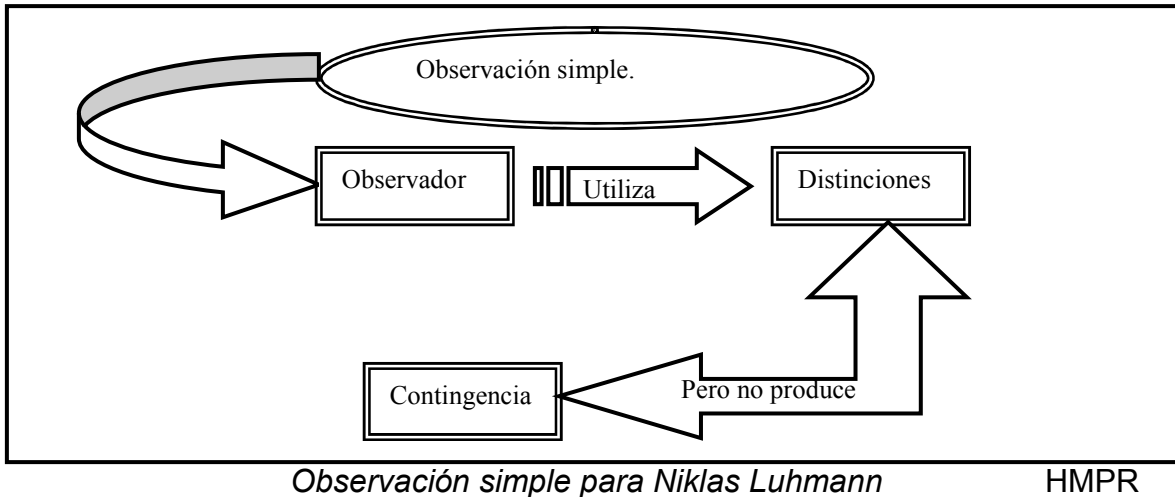 Observación simple.
Observador
Utiliza
Distinciones
Contingencia
Pero no produce
Observación simple para Niklas Luhmann HMPR